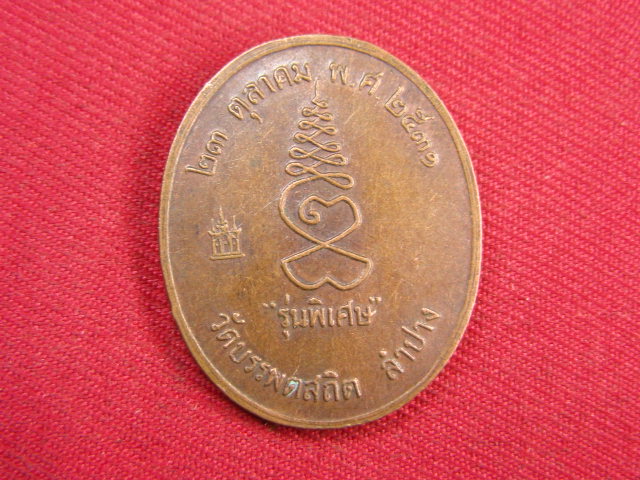 ๒๓ ตุลาคม พ.ศ.๒๕๓๑
"รุ่นพิเศษ"
วัดบรรพตสถิต ลำปาง